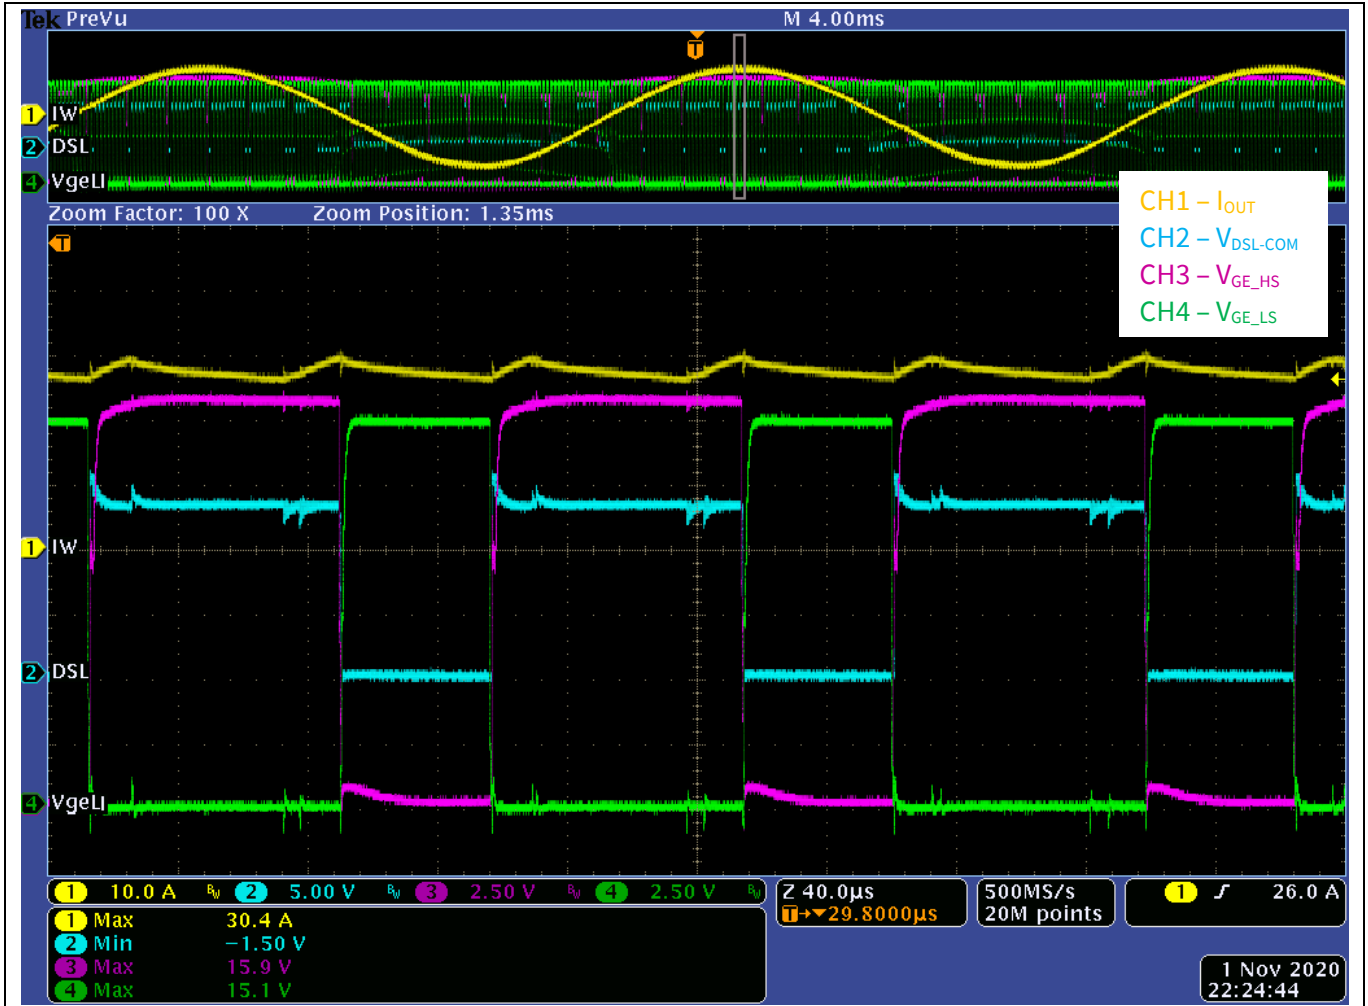 Tek PreVu M 4.00ms
T
1 IW
2 DSL
4 VgeLI
Zoom Factor: 100 X Zoom Position: 1.35ms
CH1 – IOUT
CH2 – VDSL-COM
CH3 – VGE_HS
CH4 – VGE_LS
T
1 IW
2 DSL
4 VgeLI
1 10.0 A BW 2 5.00 V BW 3 2.50 V BW 4 2.50 V BW
Z 40.0µs
T→▼29.8000µs
500MS/s
20M points
1 ʃ 26.0 A
1 Max 30.4 A
2 Min −1.50 V
3 Max 15.9 V
4 Max 15.1 V
1 Nov 2020
22:24:44